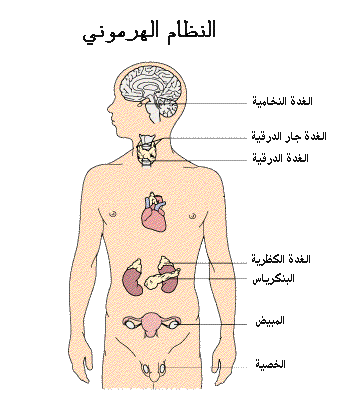 النظام الهرموني
الغدة النخامية
الغدة جار الدرقية
الغدة الدرقية
الغدة الكظرية
البنكرياس
المبيض
الخصية